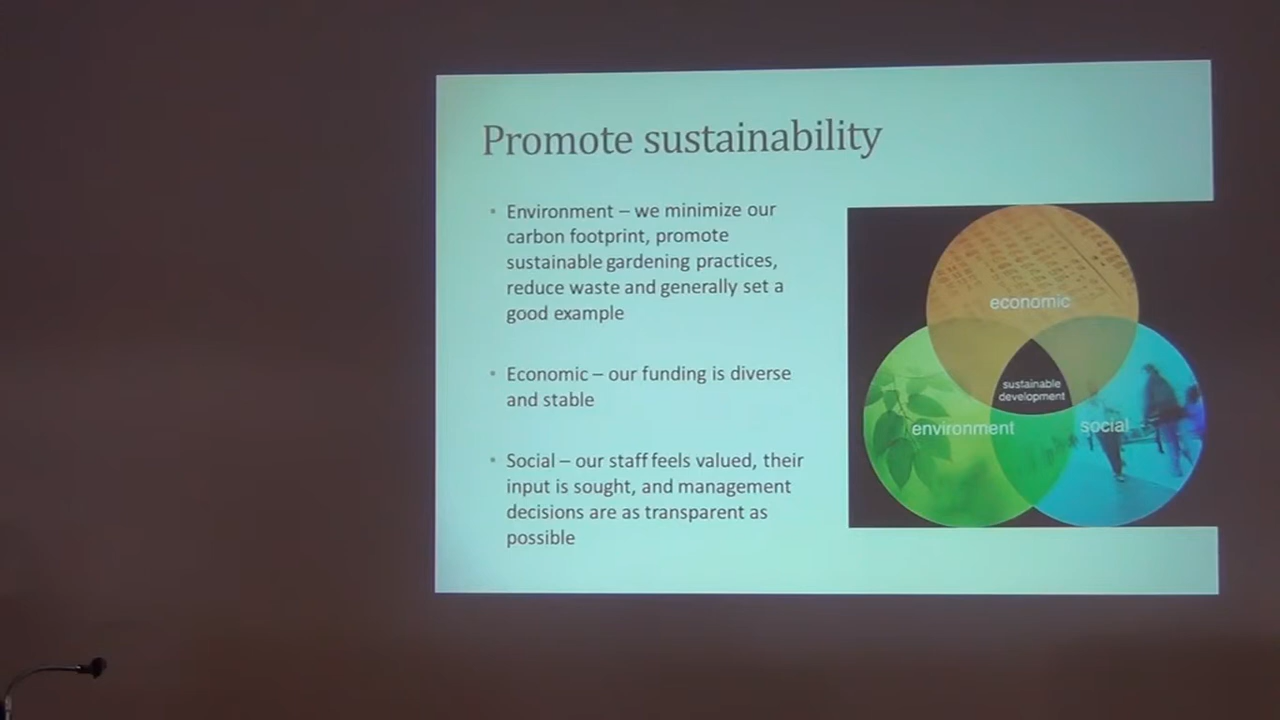 Promote sustainability
• Environment – we minimize our
carbon footprint, promote
sustainable gardening practices,
reduce waste and generally set a
good example
• Economic – our funding is diverse
and stable
• Social – our staff feels valued, their
input is sought, and management
decisions are as transparent as
possible
economic
sustainable
development
environment
social